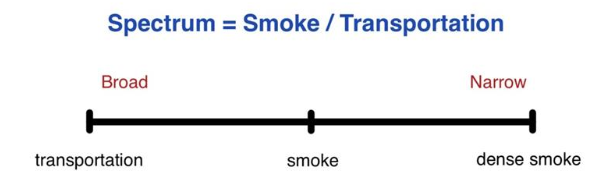 Spectrum = Smoke / Transportation
Broad Narrow
transportation smoke dense smoke